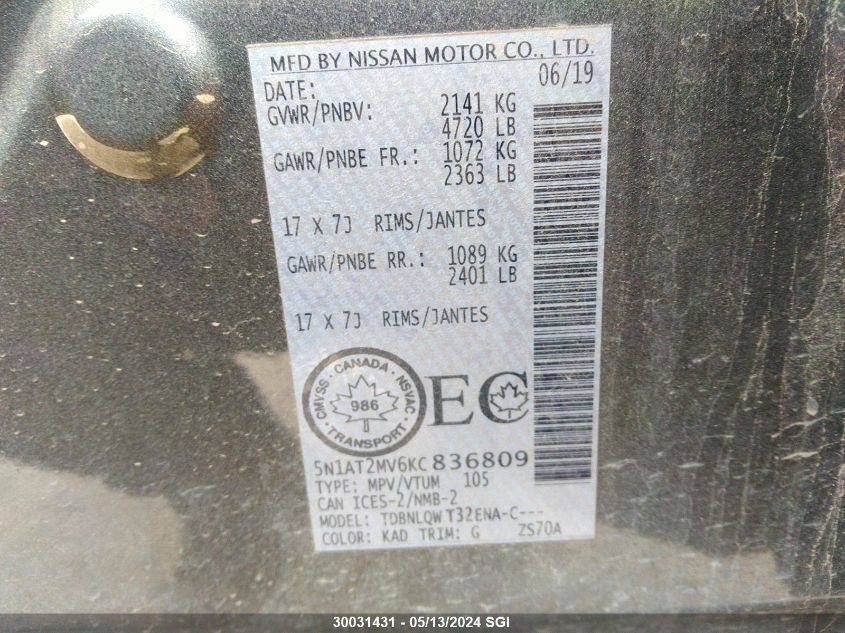 MFD BY NISSAN MOTOR CO., LTD.
DATE: 06/19
GVWR/PNBV: 2141 KG
4720 LB
GAWR/PNBE FR.: 1072 KG
2363 LB
17 X 7J RIMS/JANTES
GAWR/PNBE RR.: 1089 KG
2401 LB
17 X 7J RIMS/JANTES
CMVSS · CANADA · NSVAC
986
· TRANSPORT ·
EC
5N1AT2MV6KC 836809
TYPE: MPV/VTUM 105
CAN ICES-2/NMB-2
MODEL: TDBNLQW T32ENA-C---
COLOR: KAD TRIM: G ZS70A
30031431 - 05/13/2024 SGI